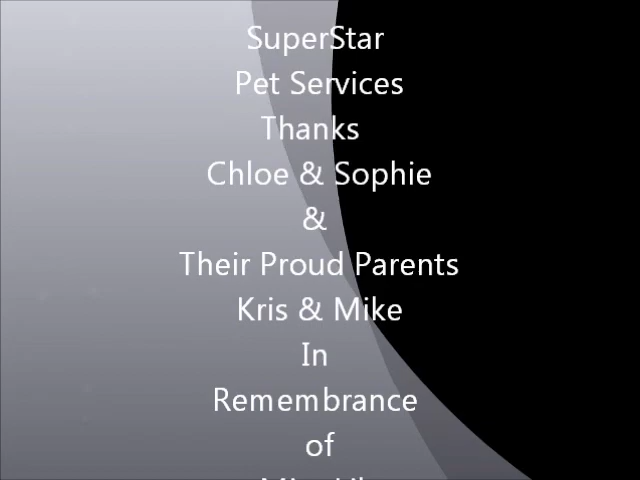 SuperStar
Pet Services
Thanks
Chloe & Sophie
&
Their Proud Parents
Kris & Mike
In
Remembrance
of